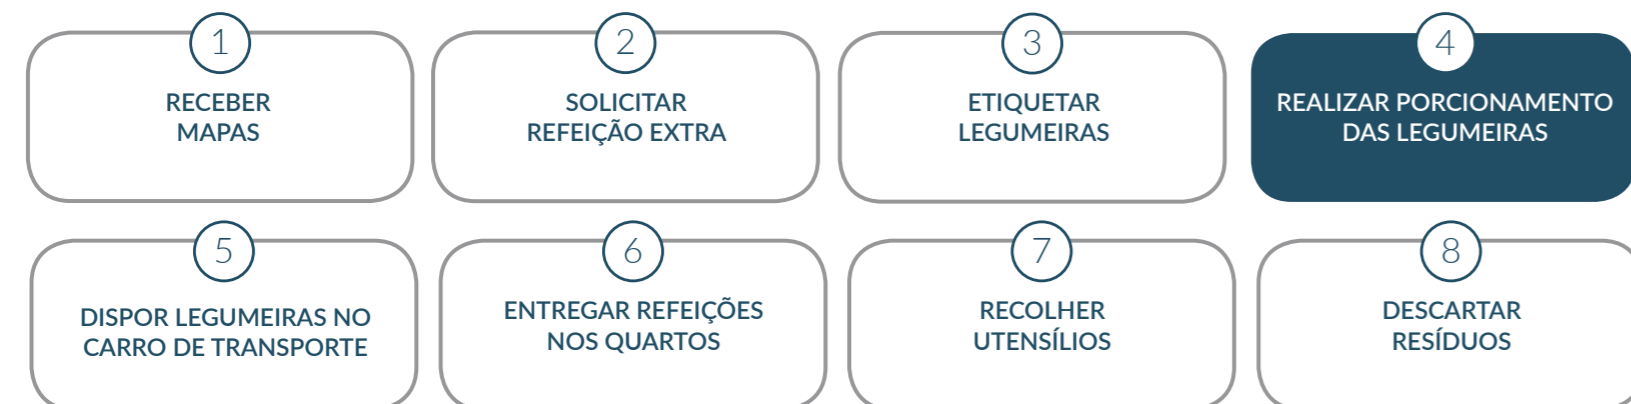 1
RECEBER
MAPAS
2
SOLICITAR
REFEIÇÃO EXTRA
3
ETIQUETAR
LEGUMEIRAS
4
REALIZAR PORCIONAMENTO
DAS LEGUMEIRAS
5
DISPOR LEGUMEIRAS NO
CARRO DE TRANSPORTE
6
ENTREGAR REFEIÇÕES
NOS QUARTOS
7
RECOLHER
UTENSÍLIOS
8
DESCARTAR
RESÍDUOS